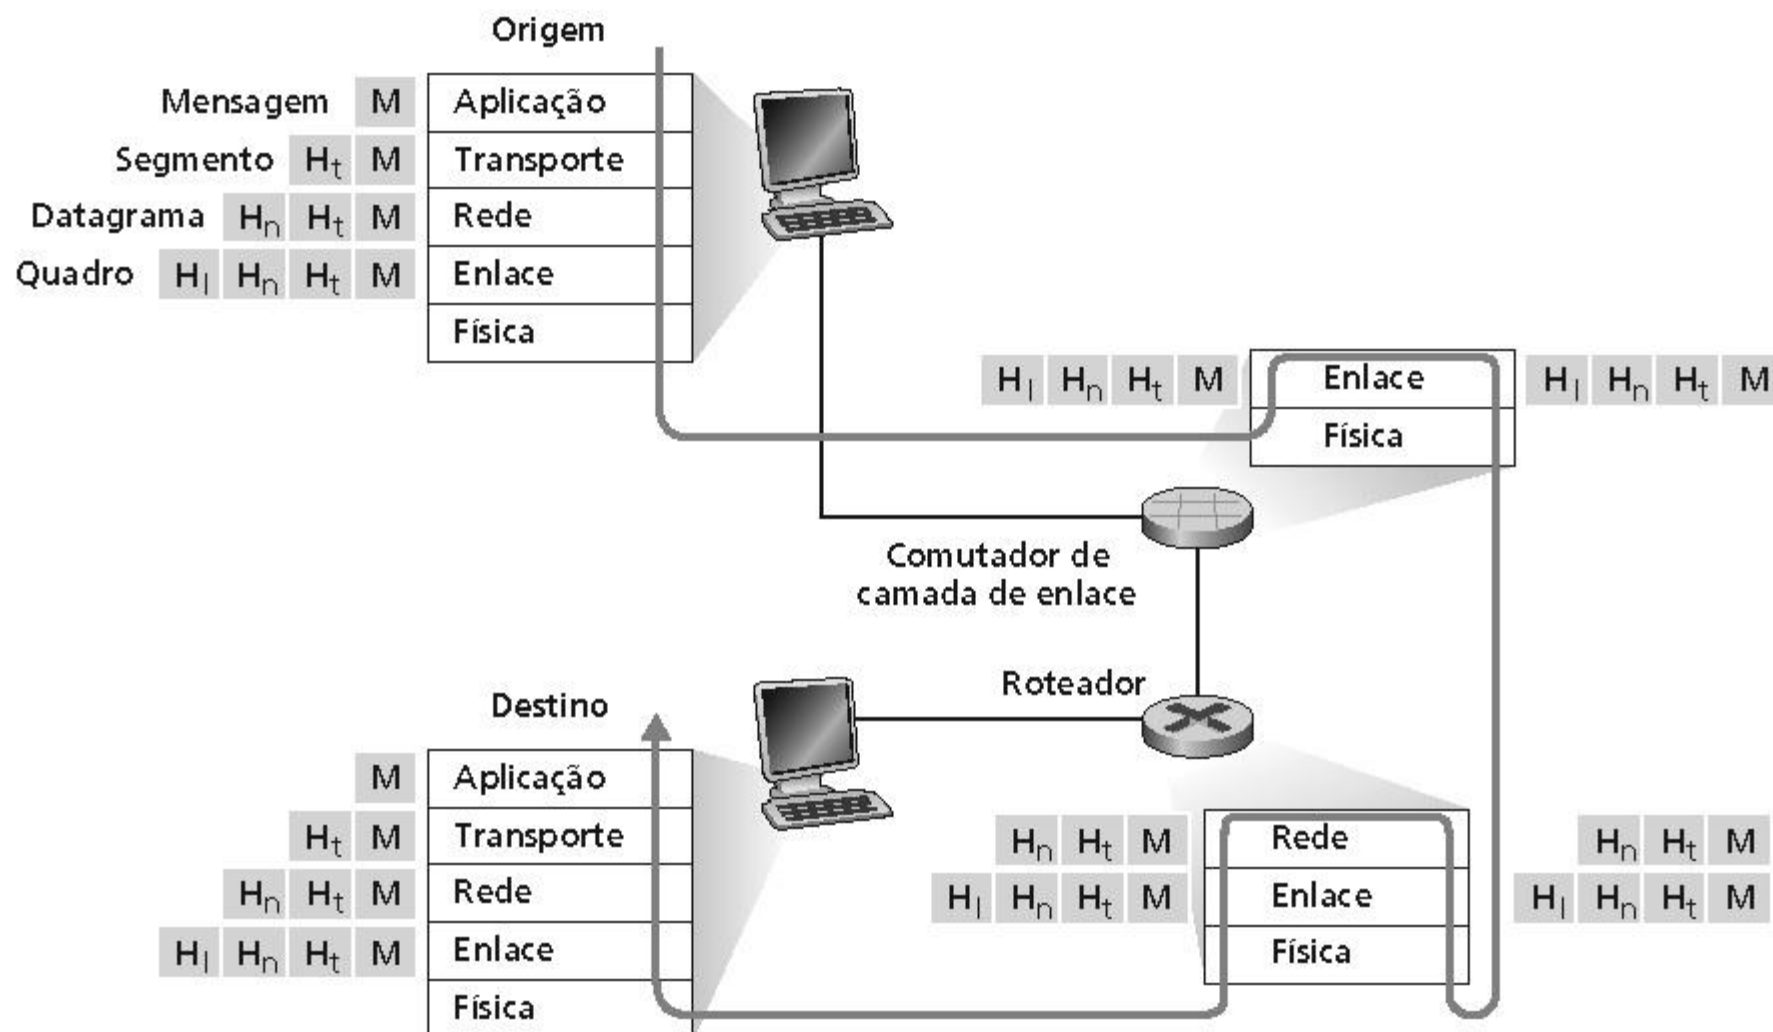 Origem
Mensagem M Aplicação
Segmento Ht M Transporte
Datagrama Hn Ht M Rede
Quadro Hl Hn Ht M Enlace
Física
Hl Hn Ht M Enlace Hl Hn Ht M
Física
Comutador de
camada de enlace
Roteador
Destino
M Aplicação
Ht M Transporte
Hn Ht M Rede
Hl Hn Ht M Enlace
Física
Hn Ht M Rede Hn Ht M
Hl Hn Ht M Enlace Hl Hn Ht M
Física